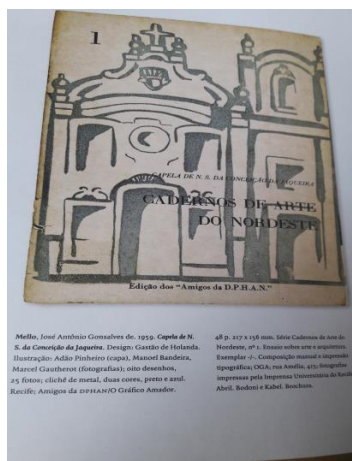 1
CAPELA DE N. S. DA CONCEIÇÃO DA JAQUEIRA
CADERNOS DE ARTE
DO NORDESTE
Edição dos "Amigos da D.P.H.A.N."
Mello, José Antônio Gonsalves de. 1959. Capela de N.
S. da Conceição da Jaqueira. Design: Gastão de Holanda.
Ilustração: Adão Pinheiro (capa), Manoel Bandeira,
Marcel Gautherot (fotografias); oito desenhos,
25 fotos; clichê de metal, duas cores, preto e azul.
Recife; Amigos da DPHAN/O Gráfico Amador.
48 p. 217 x 158 mm. Série Cadernos de Arte do
Nordeste, nº 1. Ensaio sobre arte e arquitetura.
Exemplar -/-. Composição manual e impressão
tipográfica; OGA; rua Amélia, 415; fotografias
impressas pela Imprensa Universitária do Recife
Abril. Bodoni e Kabel. Brochura.